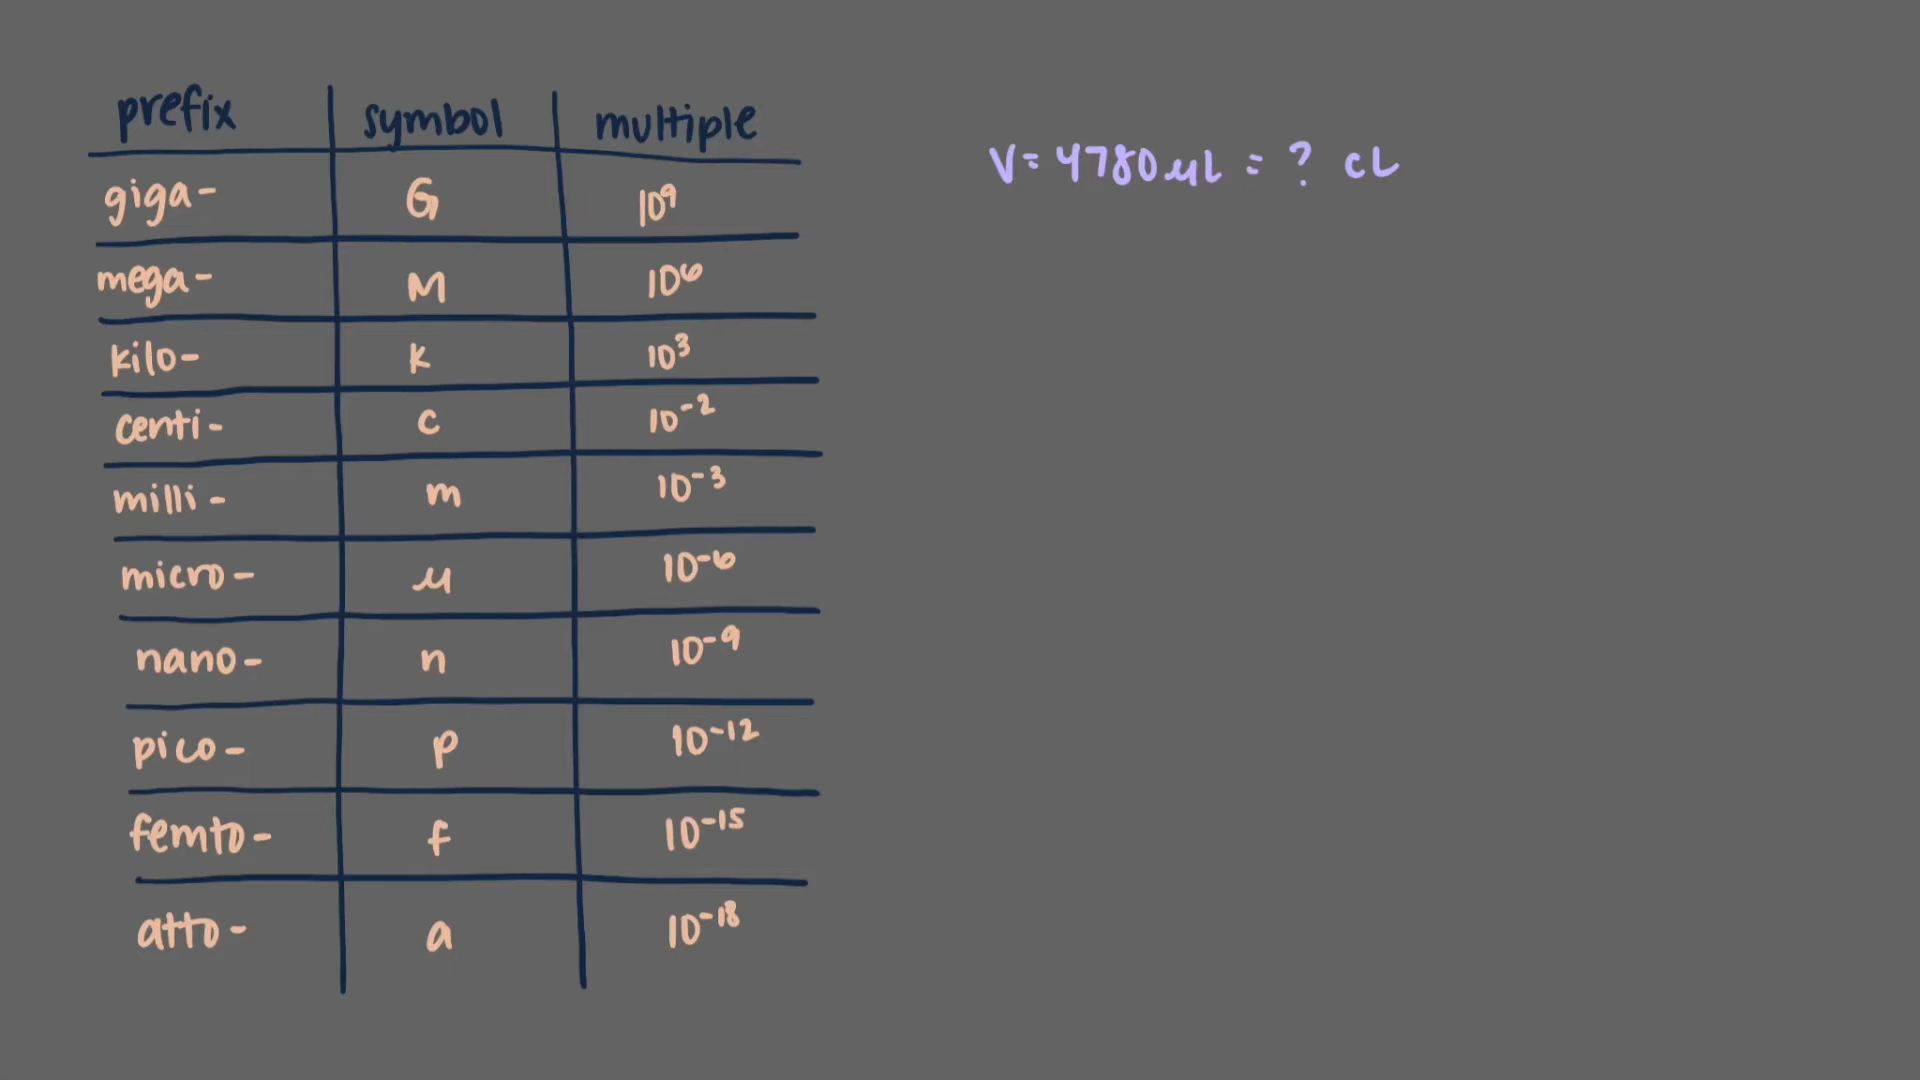 prefix symbol multiple
giga- G 10⁹
mega- M 10⁶
kilo- k 10³
centi- c 10⁻²
milli- m 10⁻³
micro- μ 10⁻⁶
nano- n 10⁻⁹
pico- p 10⁻¹²
femto- f 10⁻¹⁵
atto- a 10⁻¹⁸
V = 4780 μL = ? cL